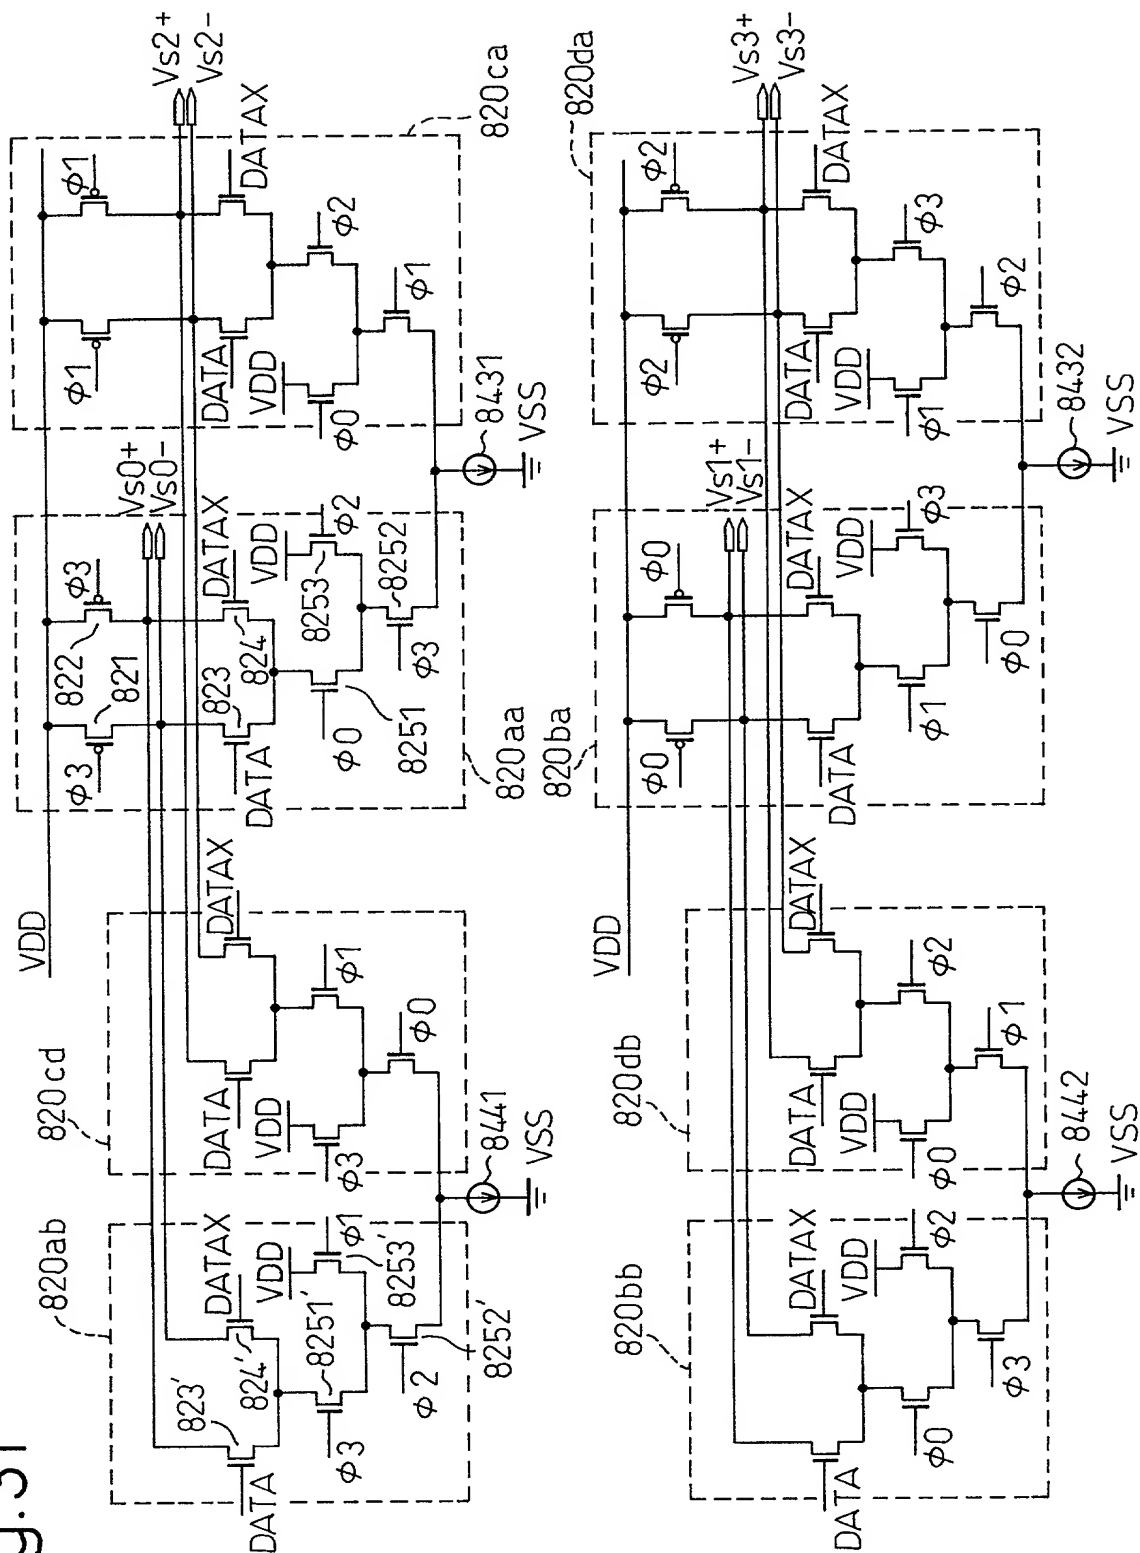 g.31
820ab
820cd
VDD
Vs2+
Vs2-
Vs0+
Vs0-
φ3
φ3
φ1
φ1
822
821
823'
DATAX
DATA
DATAX
823
DATAX
DATA
DATAX
DATA
824'
VDD
DATA
824
VDD
VDD
8251'
φ1
φ3
φ1
φ0
8253
φ2
φ0
φ2
φ3
8253'
8251
φ2
φ0
φ3
8252
φ1
8252'
8441
820aa
8431
820ca
VSS
VSS
820bb
820db
VDD
820ba
Vs3+
Vs3-
820da
Vs1+
Vs1-
φ0
φ0
φ2
φ2
DATA
DATAX
DATA
DATAX
DATA
DATAX
DATA
DATAX
VDD
VDD
VDD
VDD
φ0
φ2
φ0
φ2
φ1
φ3
φ1
φ3
φ3
φ1
φ0
φ2
8442
8432
VSS
VSS